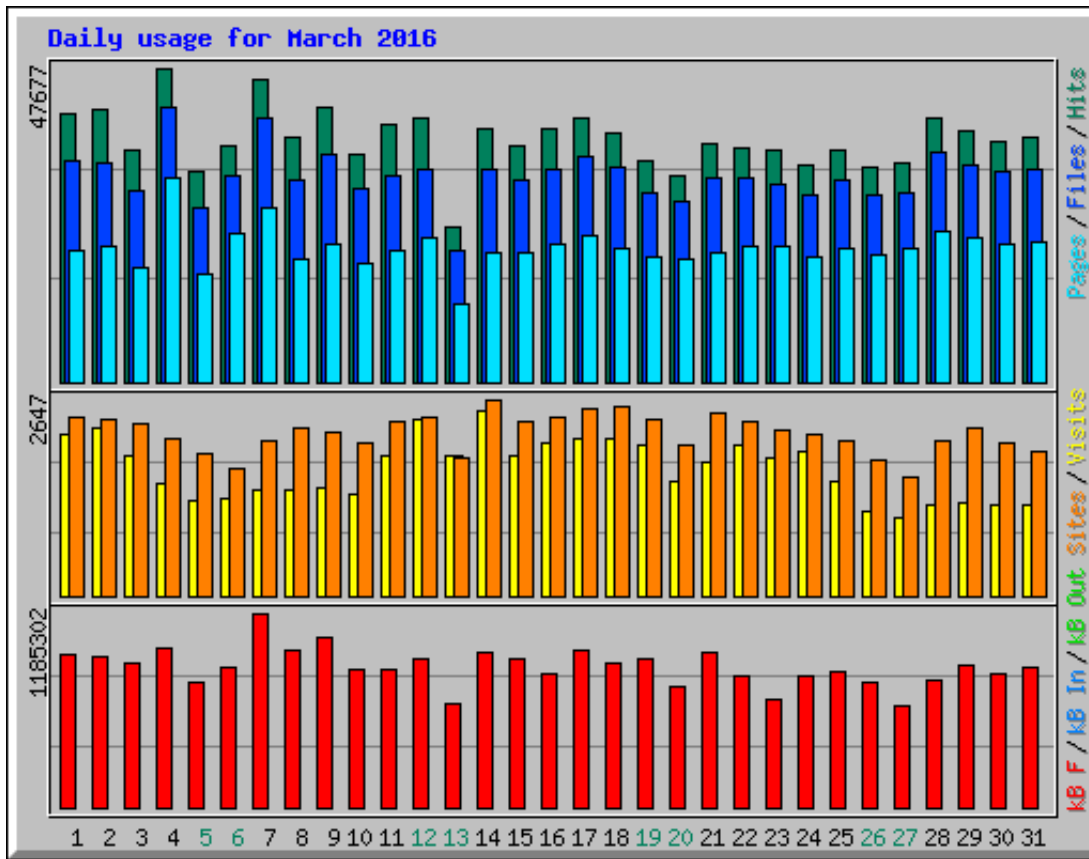 Daily usage for March 2016
47677
Pages / Files / Hits
2647
Sites / Visits
1185302
kB F / kB In / kB Out
1 2 3 4 5 6 7 8 9 10 11 12 13 14 15 16 17 18 19 20 21 22 23 24 25 26 27 28 29 30 31